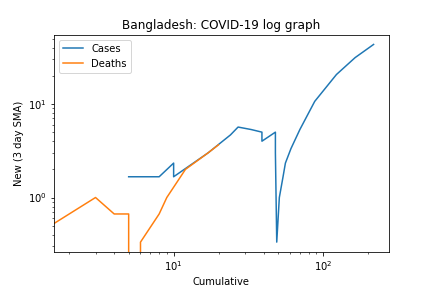 Bangladesh: COVID-19 log graph
Cases
Deaths
New (3 day SMA)
10¹
10⁰
10¹
10²
Cumulative